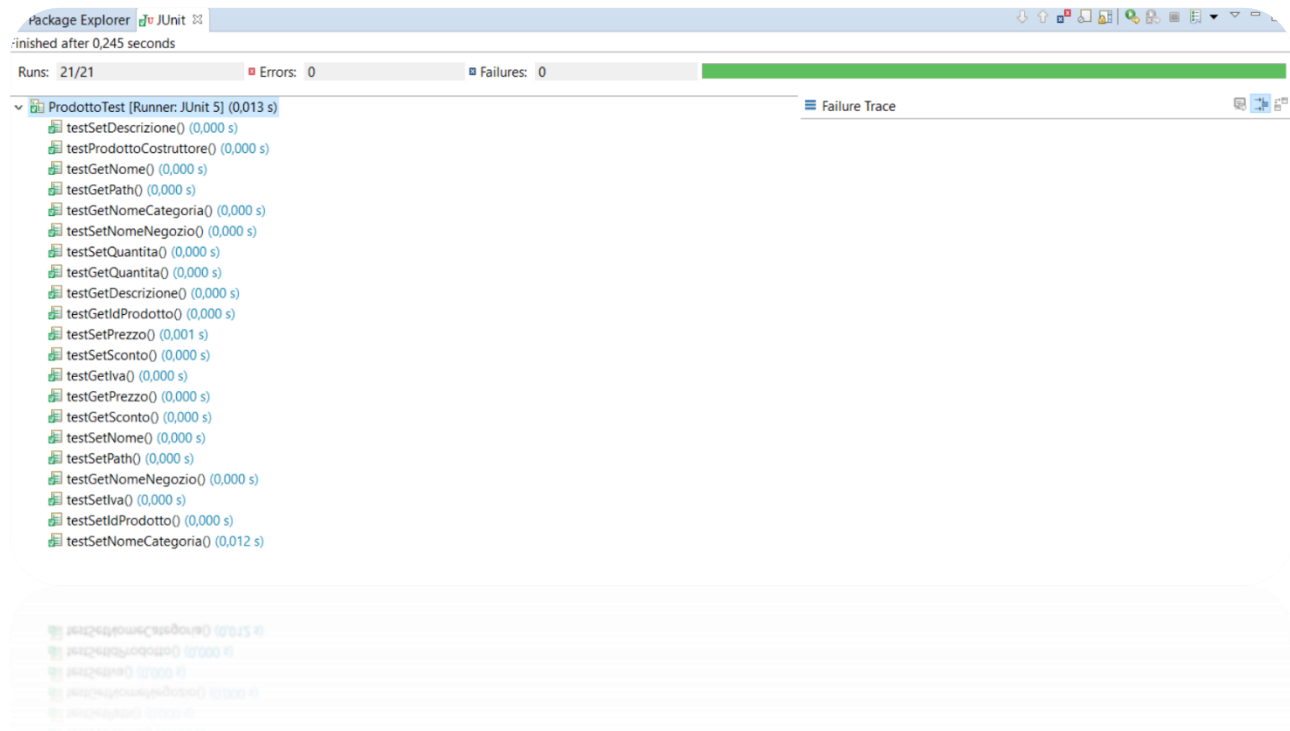 Package Explorer JUnit
Finished after 0,245 seconds
Runs: 21/21 Errors: 0 Failures: 0
ProdottoTest [Runner: JUnit 5] (0,013 s)
Failure Trace
testSetDescrizione() (0,000 s)
testProdottoCostruttore() (0,000 s)
testGetNome() (0,000 s)
testGetPath() (0,000 s)
testGetNomeCategoria() (0,000 s)
testSetNomeNegozio() (0,000 s)
testSetQuantita() (0,000 s)
testGetQuantita() (0,000 s)
testGetDescrizione() (0,000 s)
testGetIdProdotto() (0,000 s)
testSetPrezzo() (0,001 s)
testSetSconto() (0,000 s)
testGetIva() (0,000 s)
testGetPrezzo() (0,000 s)
testGetSconto() (0,000 s)
testSetNome() (0,000 s)
testSetPath() (0,000 s)
testGetNomeNegozio() (0,000 s)
testSetIva() (0,000 s)
testSetIdProdotto() (0,000 s)
testSetNomeCategoria() (0,012 s)